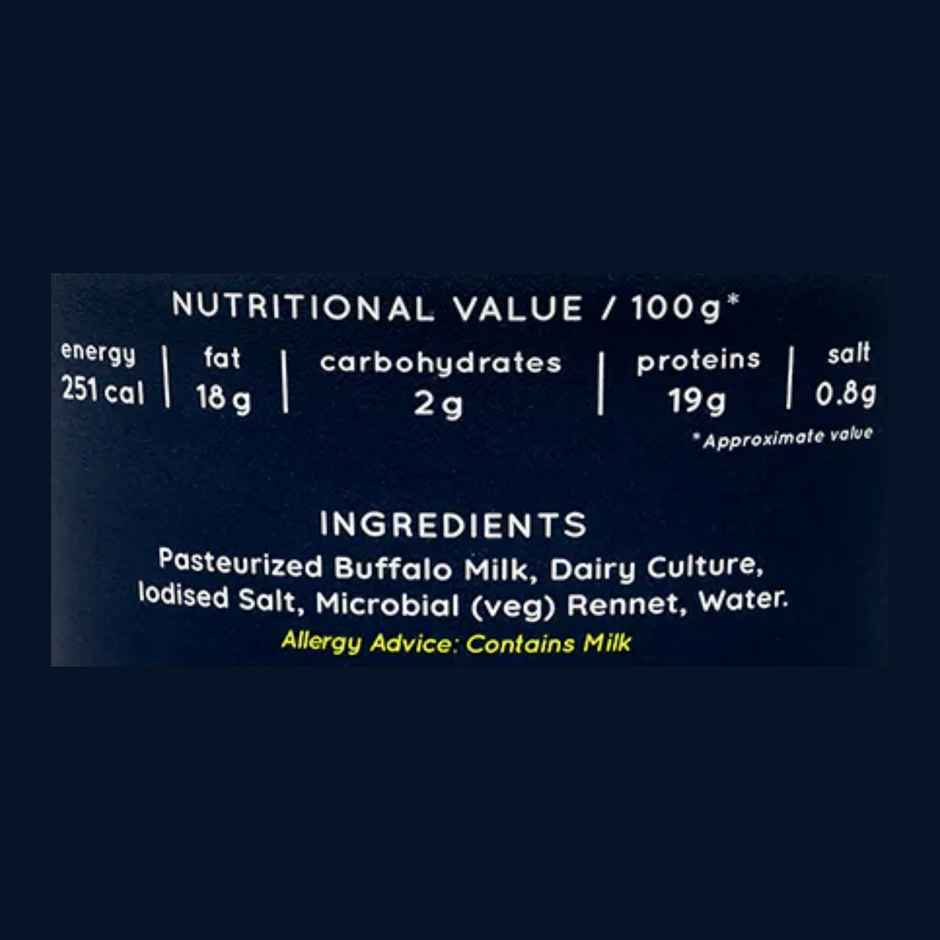 NUTRITIONAL VALUE / 100g*
energy | fat | carbohydrates | proteins | salt
251 cal | 18 g | 2 g | 19 g | 0.8g
*Approximate value
INGREDIENTS
Pasteurized Buffalo Milk, Dairy Culture,
Iodised Salt, Microbial (veg) Rennet, Water.
Allergy Advice: Contains Milk